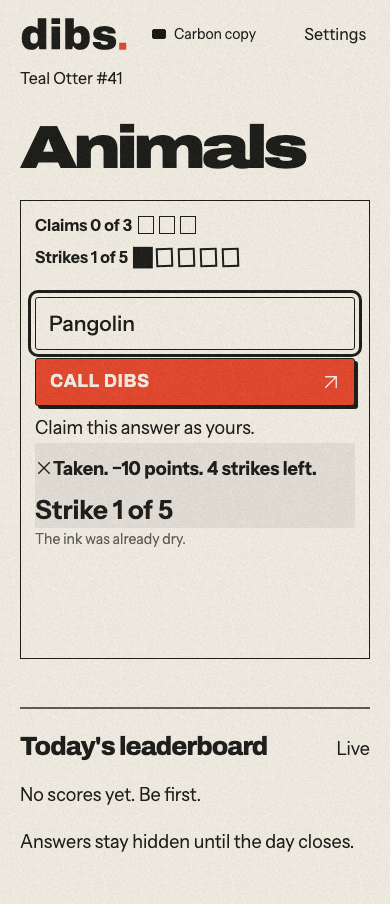 dibs.
Carbon copy
Settings
Teal Otter #41
Animals
Claims 0 of 3
Strikes 1 of 5
Pangolin
CALL DIBS
Claim this answer as yours.
Taken. −10 points. 4 strikes left.
Strike 1 of 5
The ink was already dry.
Today's leaderboard
Live
No scores yet. Be first.
Answers stay hidden until the day closes.